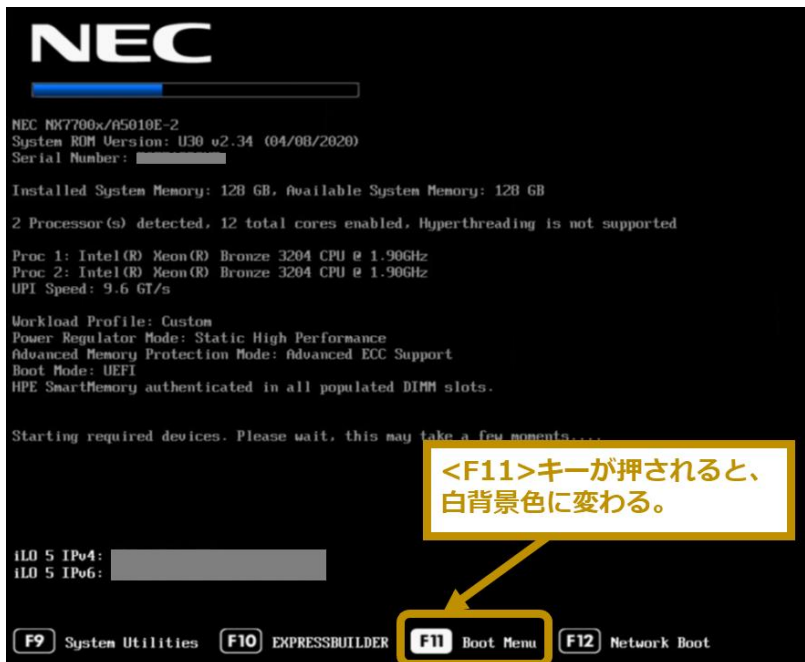 NEC
NEC NX7700x/A5010E-2
System ROM Version: U30 v2.34 (04/08/2020)
Serial Number:
Installed System Memory: 128 GB, Available System Memory: 128 GB
2 Processor(s) detected, 12 total cores enabled, Hyperthreading is not supported
Proc 1: Intel(R) Xeon(R) Bronze 3204 CPU @ 1.90GHz
Proc 2: Intel(R) Xeon(R) Bronze 3204 CPU @ 1.90GHz
UPI Speed: 9.6 GT/s
Workload Profile: Custom
Power Regulator Mode: Static High Performance
Advanced Memory Protection Mode: Advanced ECC Support
Boot Mode: UEFI
HPE SmartMemory authenticated in all populated DIMM slots.
Starting required devices. Please wait, this may take a few moments....
<F11>キーが押されると、
白背景色に変わる。
iLO 5 IPv4:
iLO 5 IPv6:
F9 System Utilities F10 EXPRESSBUILDER F11 Boot Menu F12 Network Boot